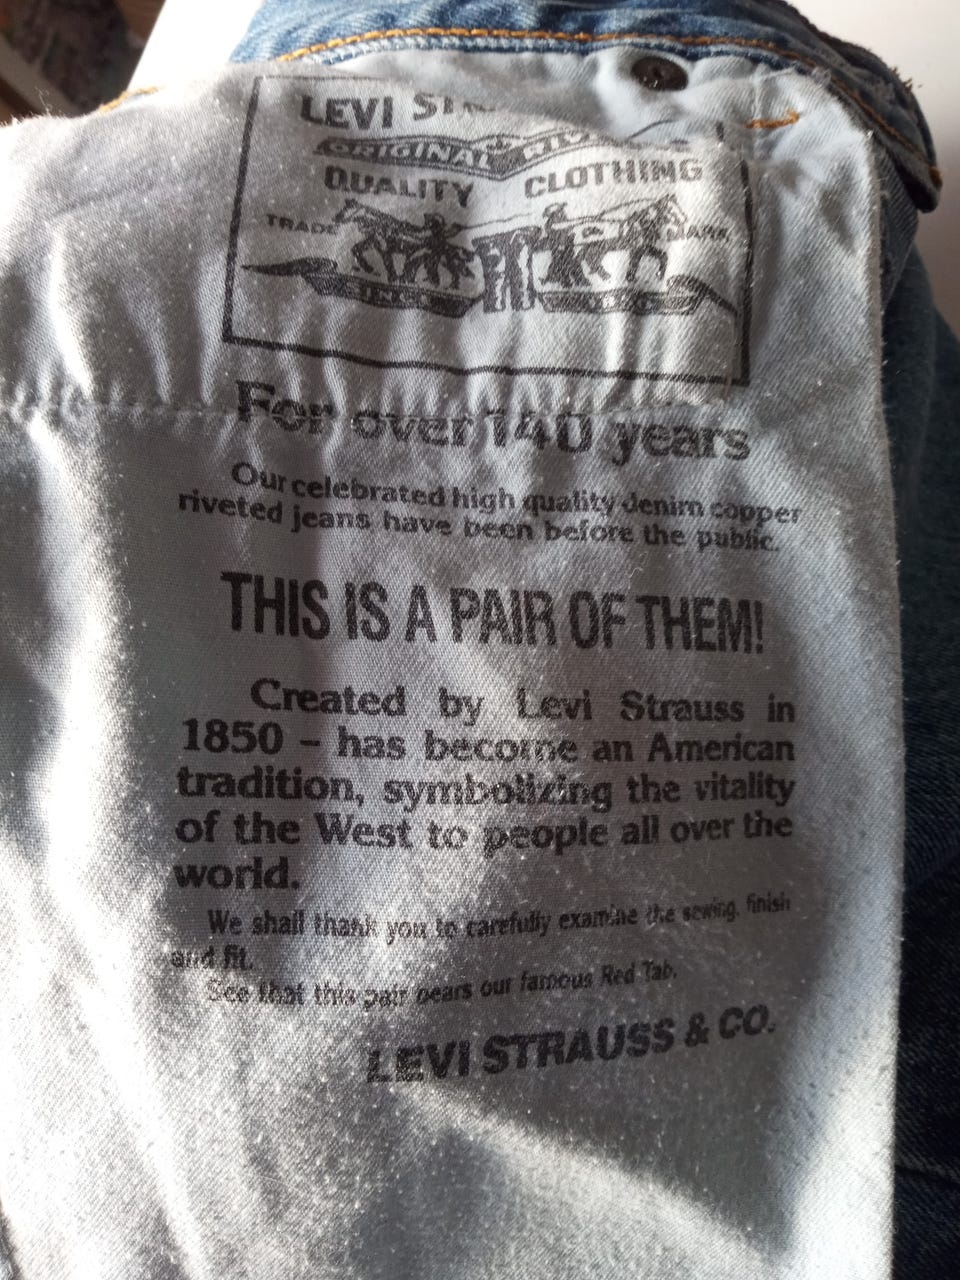 LEVI
ORIGINAL
QUALITY CLOTHING
TRADE MARK
SINCE
For over 140 years
Our celebrated high quality denim copper
riveted jeans have been before the public.
THIS IS A PAIR OF THEM!
Created by Levi Strauss in
1850 – has become an American
tradition, symbolizing the vitality
of the West to people all over the
world.
We shall thank you to carefully examine the sewing, finish
and fit.
See that this pair bears our famous Red Tab.
LEVI STRAUSS & CO.